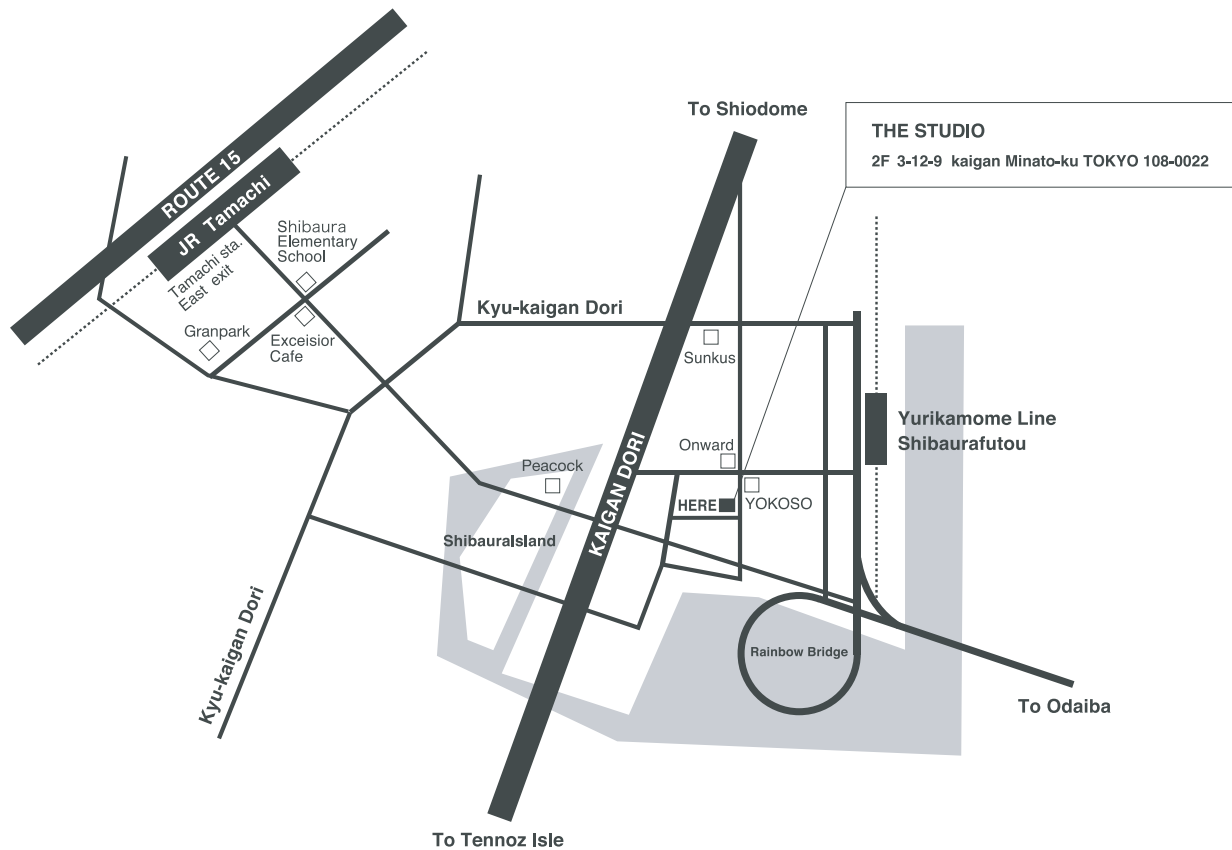 To Shiodome
THE STUDIO
2F 3-12-9 kaigan Minato-ku TOKYO 108-0022
ROUTE 15
JR Tamachi
Tamachi sta.
East exit
Shibaura
Elementary
School
Granpark
Exceisior
Cafe
Kyu-kaigan Dori
Sunkus
Yurikamome Line
Shibaurafutou
Onward
Peacock
KAIGAN DORI
HERE
YOKOSO
ShibauraIsland
Kyu-kaigan Dori
Rainbow Bridge
To Odaiba
To Tennoz Isle